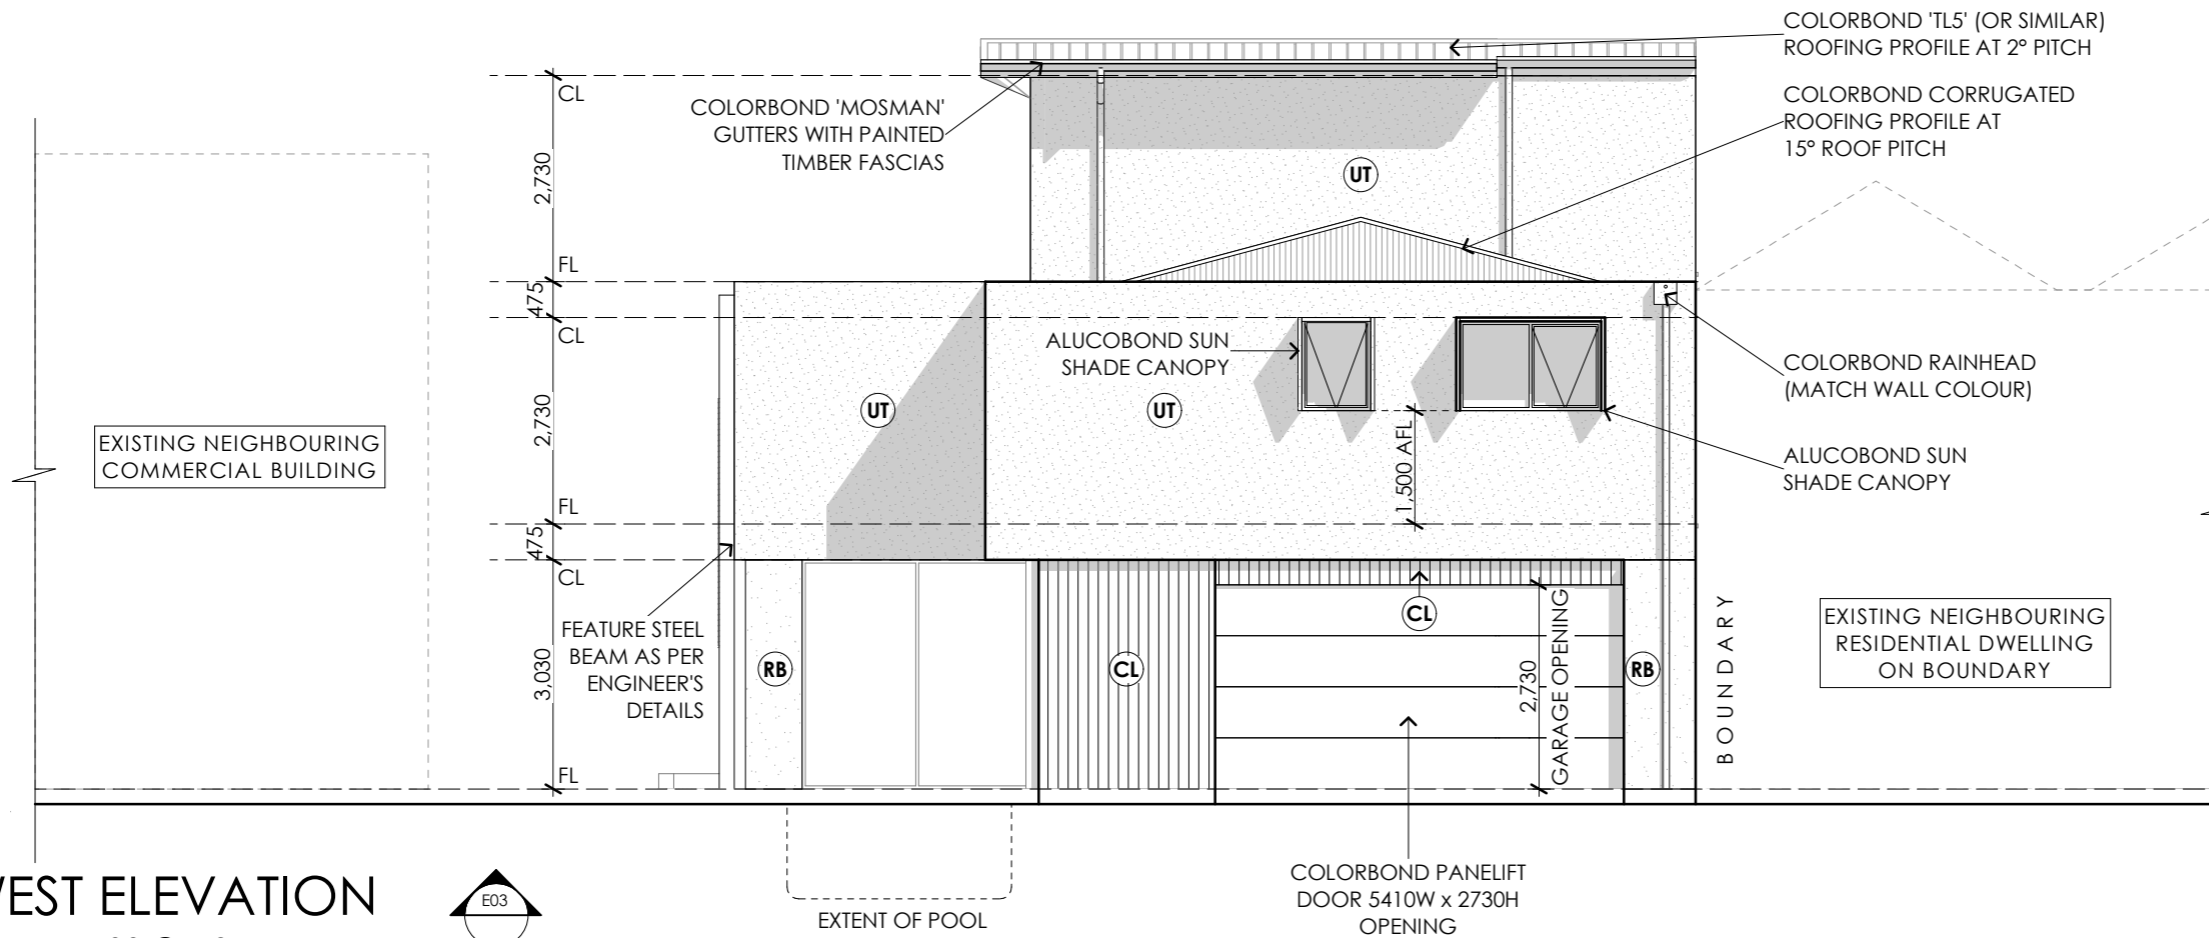 COLORBOND 'TL5' (OR SIMILAR)
ROOFING PROFILE AT 2° PITCH
COLORBOND CORRUGATED
ROOFING PROFILE AT
15° ROOF PITCH
COLORBOND 'MOSMAN'
GUTTERS WITH PAINTED
TIMBER FASCIAS
CL
2,730
FL
475
CL
2,730
FL
475
CL
3,030
FL
UT
UT
UT
ALUCOBOND SUN
SHADE CANOPY
COLORBOND RAINHEAD
(MATCH WALL COLOUR)
ALUCOBOND SUN
SHADE CANOPY
1,500 AFL
EXISTING NEIGHBOURING
COMMERCIAL BUILDING
FEATURE STEEL
BEAM AS PER
ENGINEER'S
DETAILS
RB
CL
CL
2,730
GARAGE OPENING
RB
BOUNDARY
EXISTING NEIGHBOURING
RESIDENTIAL DWELLING
ON BOUNDARY
EXTENT OF POOL
COLORBOND PANELIFT
DOOR 5410W x 2730H
OPENING
EST ELEVATION
E03